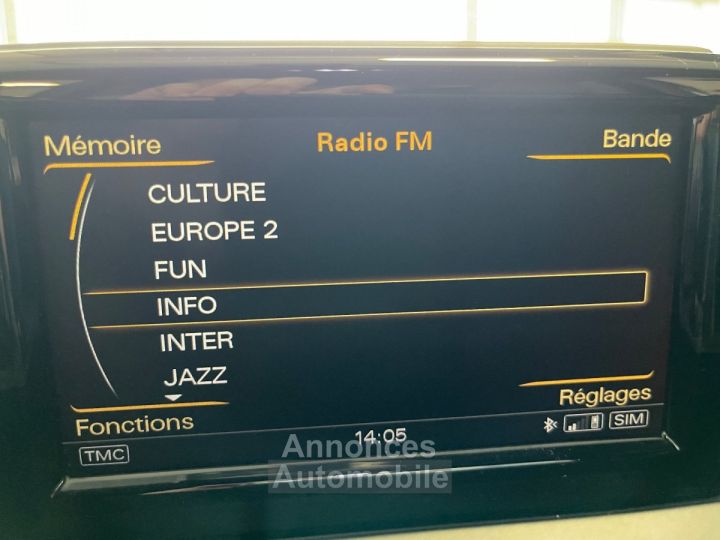 Mémoire
Radio FM
Bande
CULTURE
EUROPE 2
FUN
INFO
INTER
JAZZ
Réglages
Fonctions
SIM
14:05
TMC
Annonces
Automobile